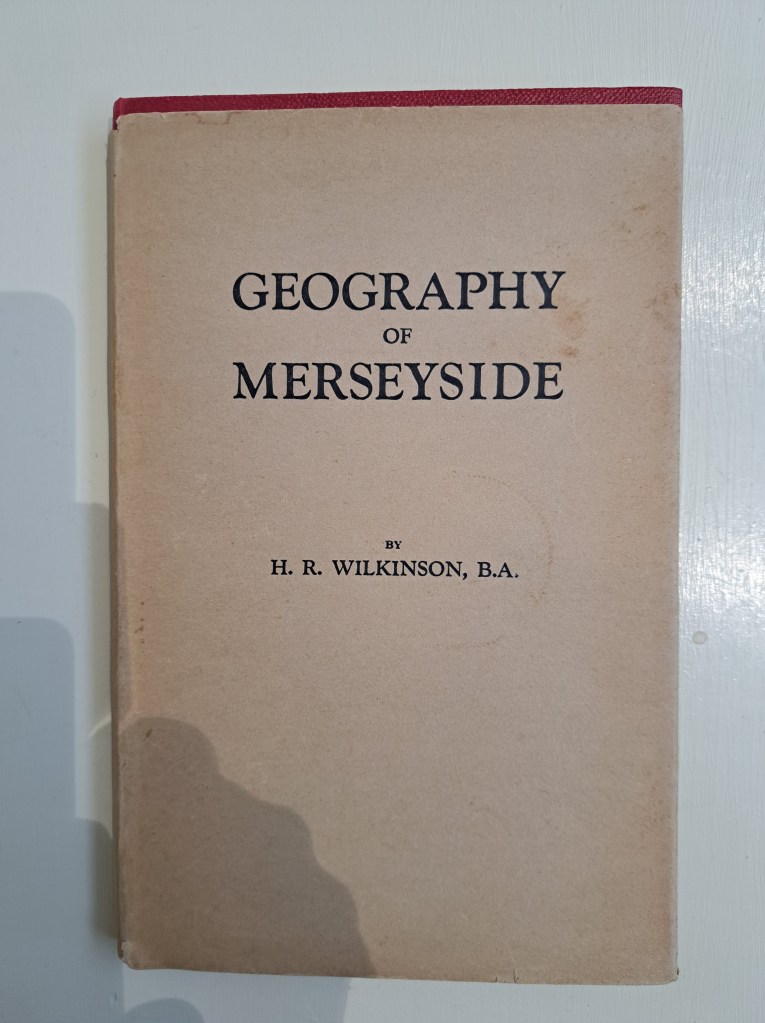 GEOGRAPHY
OF
MERSEYSIDE
BY
H. R. WILKINSON, B.A.